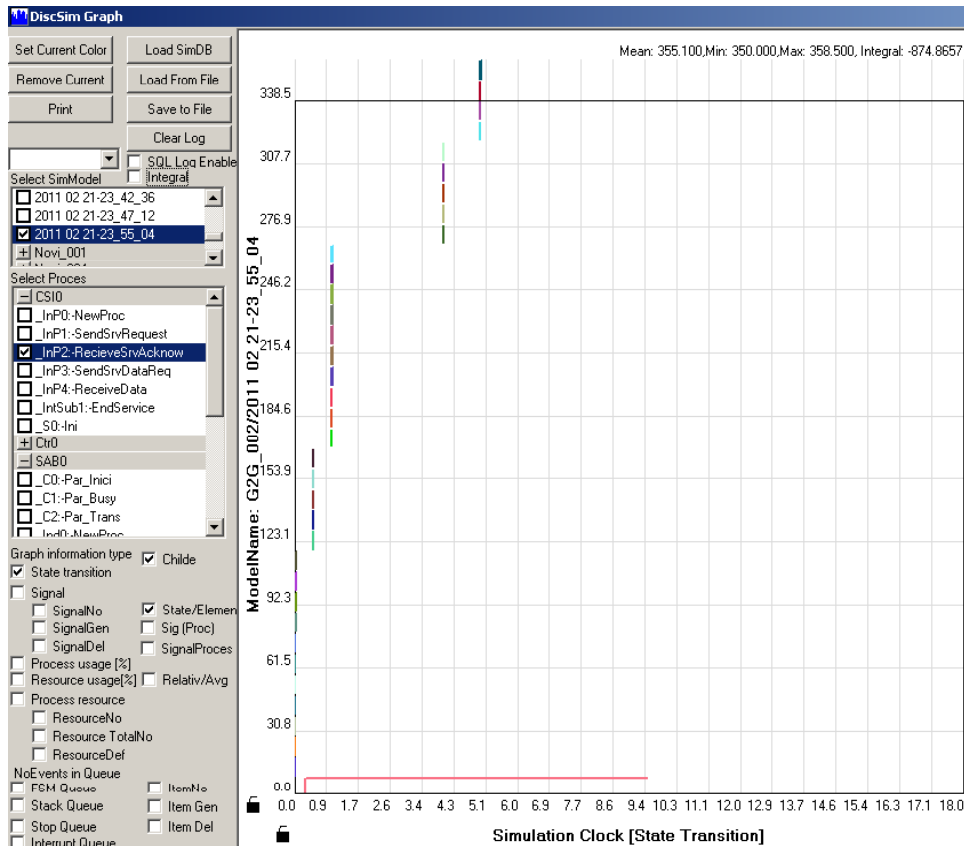 DiscSim Graph
Set Current Color
Load SimDB
Remove Current
Load From File
Print
Save to File
Clear Log
SQL Log Enable
Integral
Select SimModel
2011 02 21-23_42_36
2011 02 21-23_47_12
2011 02 21-23_55_04
Novi_001
Select Proces
CSI0
_InP0:-NewProc
_InP1:-SendSrvRequest
_InP2:-RecieveSrvAcknow
_InP3:-SendSrvDataReq
_InP4:-ReceiveData
_IntSub1:-EndService
_S0:-Ini
Ctr0
SAB0
_C0:-Par_Inici
_C1:-Par_Busy
_C2:-Par_Trans
_Ind0:-NewProc
Graph information type
Childe
State transition
Signal
SignalNo
State/Elemen
SignalGen
Sig (Proc)
SignalDel
SignalProces
Process usage [%]
Resource usage[%]
Relativ/Avg
Process resource
ResourceNo
Resource TotalNo
ResourceDef
NoEvents in Queue
FSM Queue
ItemNo
Stack Queue
Item Gen
Stop Queue
Item Del
Interrupt Queue
Mean: 355.100,Min: 350.000,Max: 358.500, Integral: -874.8657
ModelName: G2G_002/2011 02 21-23_55_04
338.5
307.7
276.9
246.2
215.4
184.6
153.9
123.1
92.3
61.5
30.8
0.0
0.0 0.9 1.7 2.6 3.4 4.3 5.1 6.0 6.9 7.7 8.6 9.4 10.3 11.1 12.0 12.9 13.7 14.6 15.4 16.3 17.1 18.0
Simulation Clock [State Transition]